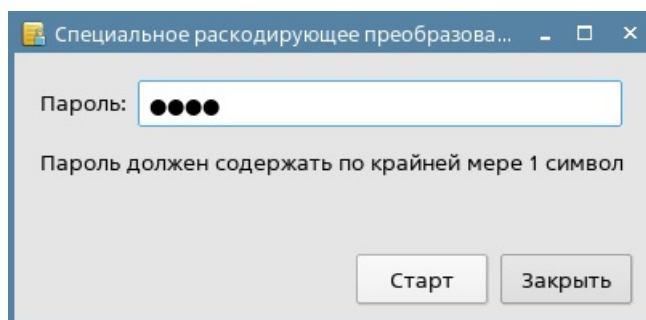 Специальное раскодирующее преобразова...
Пароль: ●●●●
Пароль должен содержать по крайней мере 1 символ
Старт Закрыть